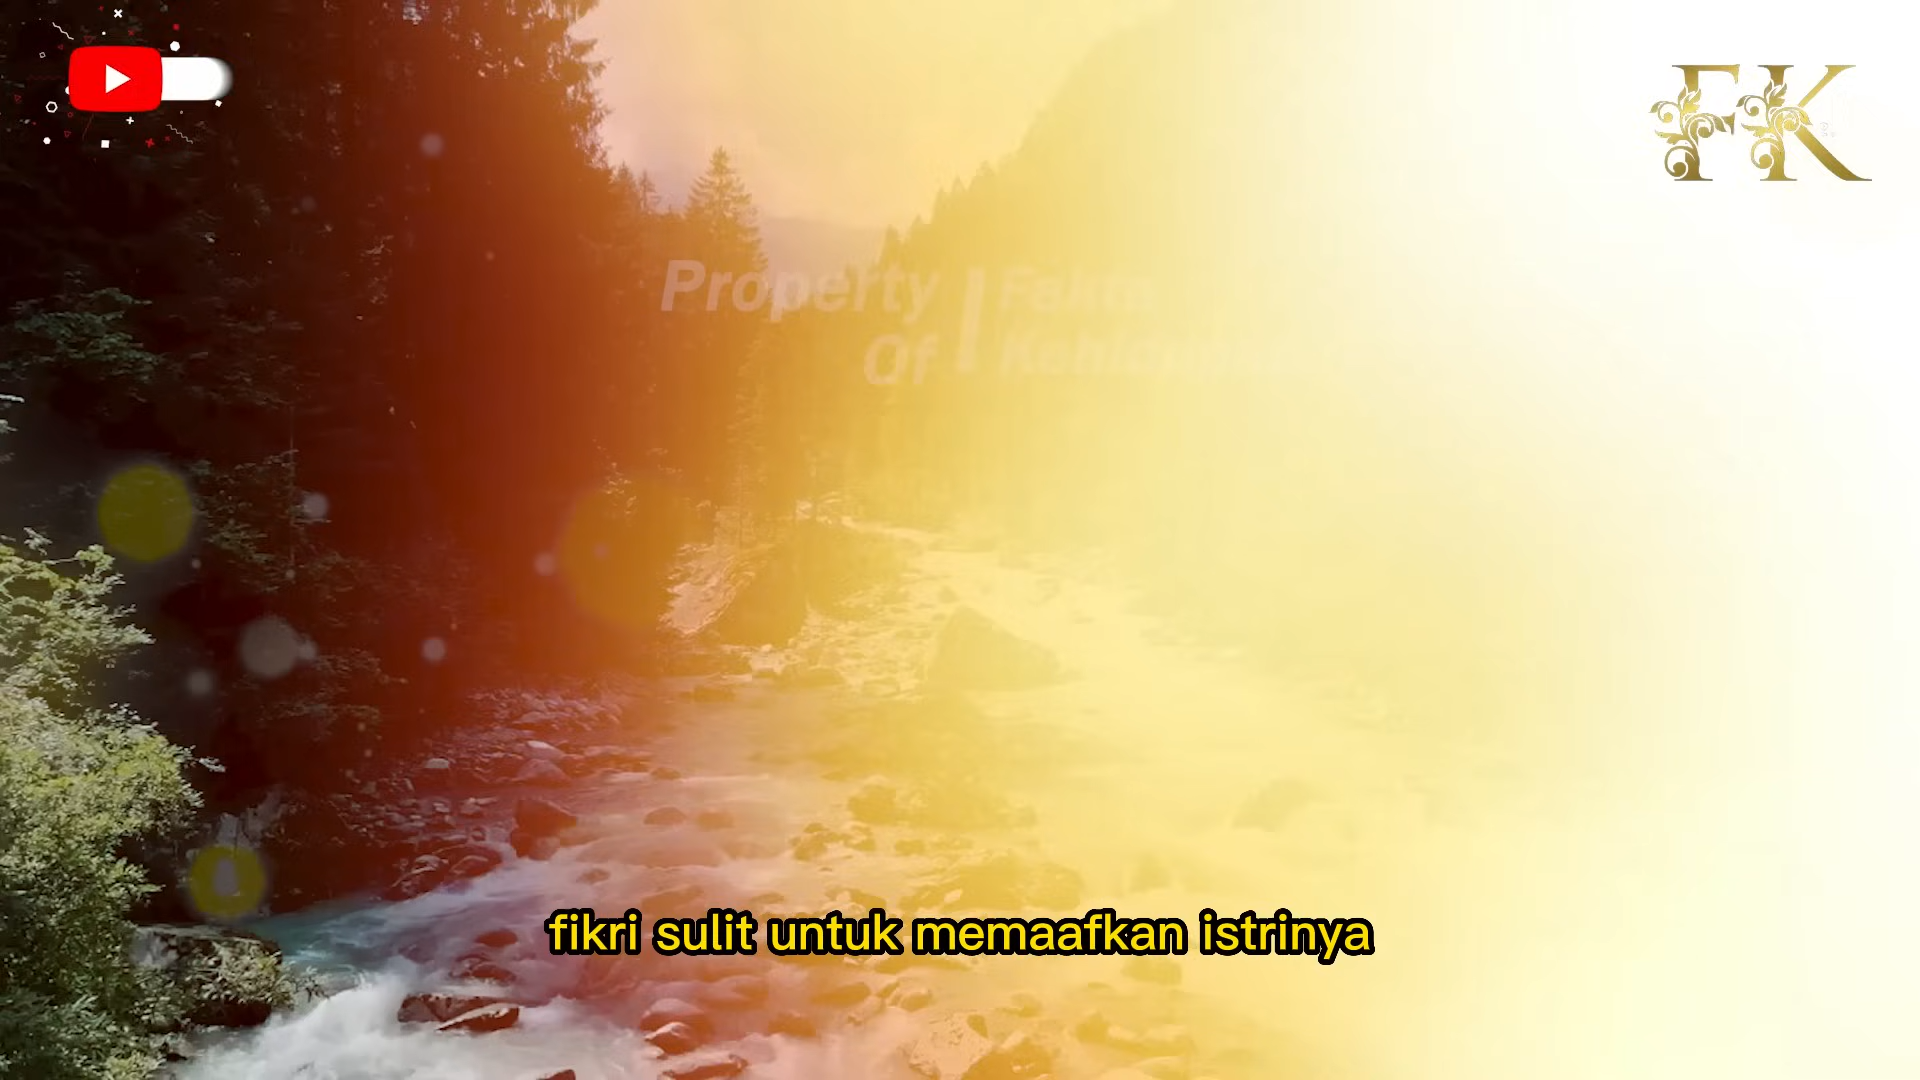 FK
Property
Of
fikri sulit untuk memaafkan istrinya